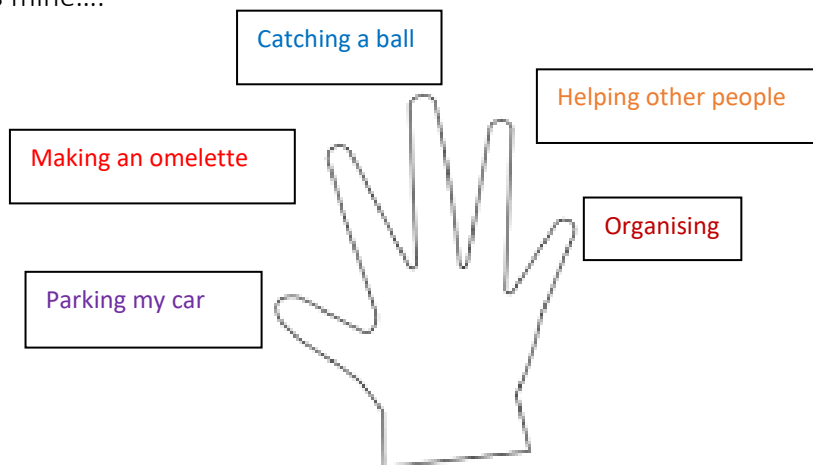 mine....
Catching a ball
Helping other people
Making an omelette
Organising
Parking my car